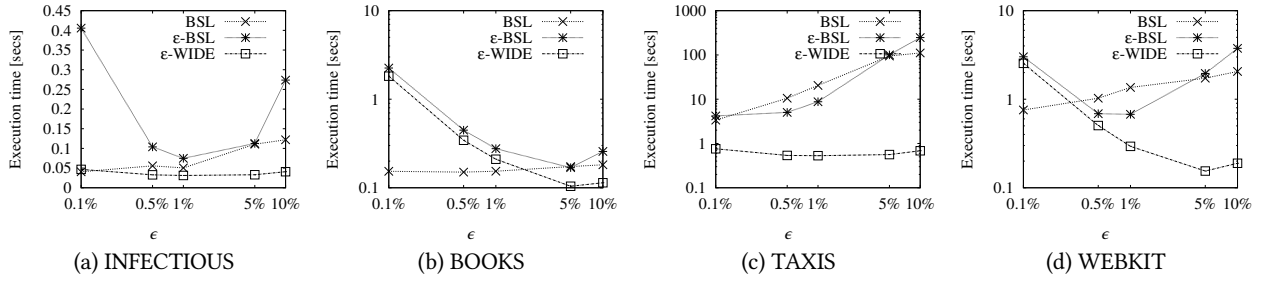 Execution time [secs]
0.45
0.4
0.35
0.3
0.25
0.2
0.15
0.1
0.05
0
0.1%
0.5%
1%
5%
10%
BSL
ε-BSL
ε-WIDE
ϵ
(a) INFECTIOUS
Execution time [secs]
10
1
0.1
0.1%
0.5%
1%
5%
10%
BSL
ε-BSL
ε-WIDE
ϵ
(b) BOOKS
Execution time [secs]
1000
100
10
1
0.1
0.1%
0.5%
1%
5%
10%
BSL
ε-BSL
ε-WIDE
ϵ
(c) TAXIS
Execution time [secs]
10
1
0.1
0.1%
0.5%
1%
5%
10%
BSL
ε-BSL
ε-WIDE
ϵ
(d) WEBKIT